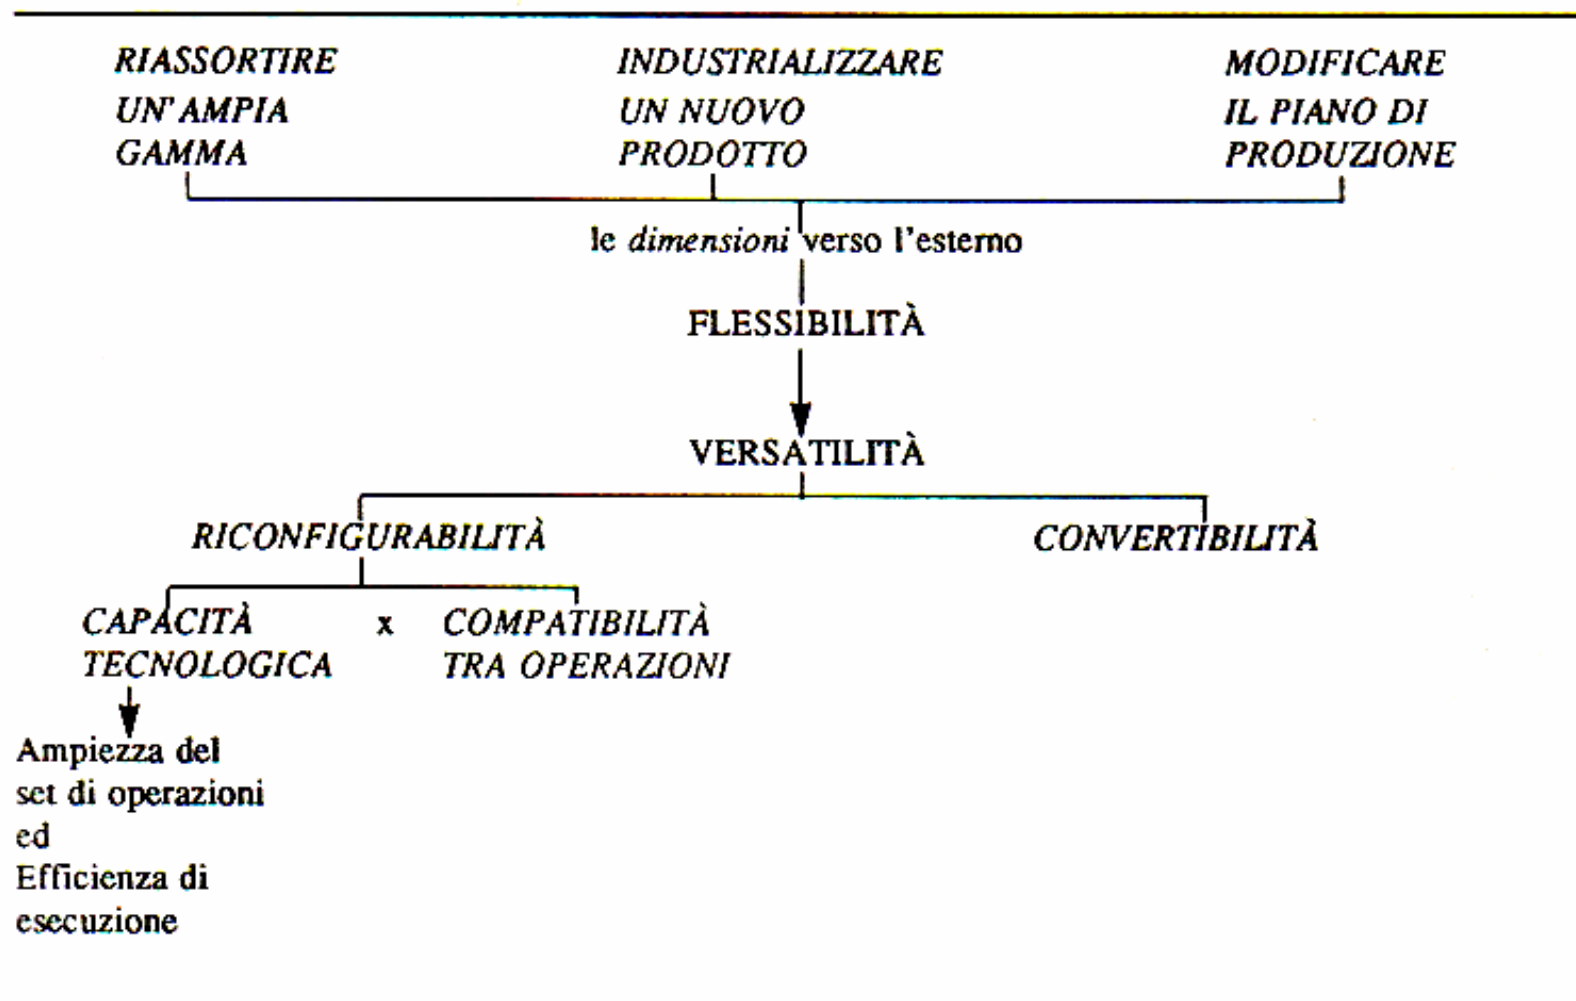 RIASSORTIRE
UN'AMPIA
GAMMA
INDUSTRIALIZZARE
UN NUOVO
PRODOTTO
MODIFICARE
IL PIANO DI
PRODUZIONE
le dimensioni verso l'esterno
FLESSIBILITÀ
VERSATILITÀ
RICONFIGURABILITÀ
CONVERTIBILITÀ
CAPACITÀ
TECNOLOGICA
x
COMPATIBILITÀ
TRA OPERAZIONI
Ampiezza del
set di operazioni
ed
Efficienza di
esecuzione